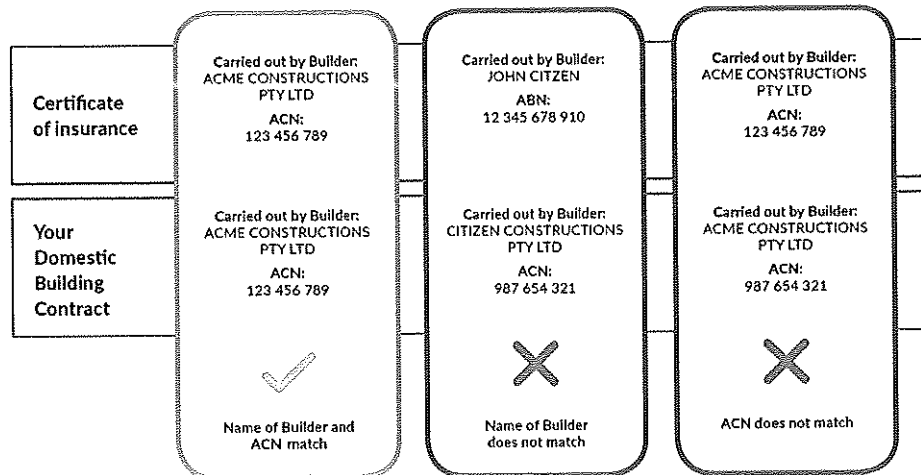 Certificate
of insurance
Carried out by Builder:
ACME CONSTRUCTIONS
PTY LTD
ACN:
123 456 789
Carried out by Builder:
JOHN CITZEN
ABN:
12 345 678 910
Carried out by Builder:
ACME CONSTRUCTIONS
PTY LTD
ACN:
123 456 789
Your
Domestic
Building
Contract
Carried out by Builder:
ACME CONSTRUCTIONS
PTY LTD
ACN:
123 456 789
Carried out by Builder:
CITIZEN CONSTRUCTIONS
PTY LTD
ACN:
987 654 321
Carried out by Builder:
ACME CONSTRUCTIONS
PTY LTD
ACN:
987 654 321
Name of Builder and
ACN match
Name of Builder
does not match
ACN does not match